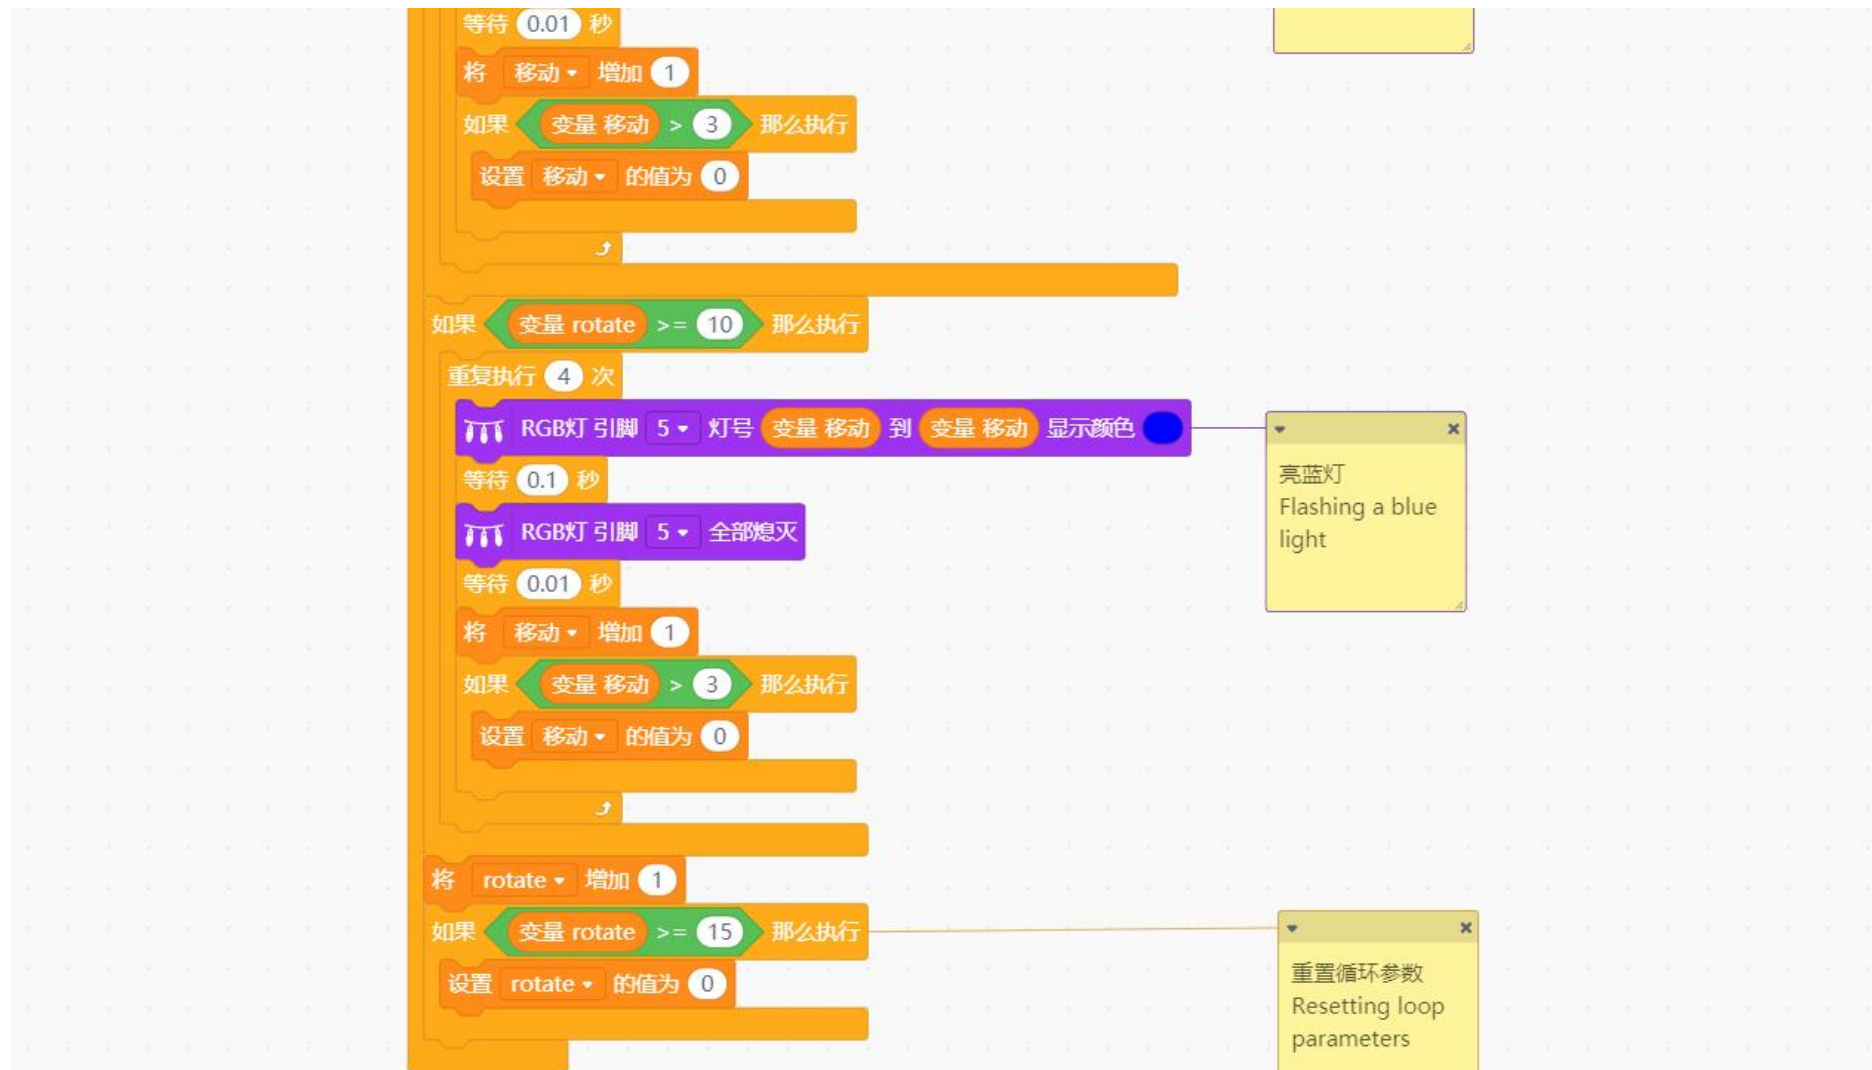 等待 0.01 秒
将 移动 增加 1
如果 变量 移动 > 3 那么执行
设置 移动 的值为 0
如果 变量 rotate >= 10 那么执行
重复执行 4 次
RGB灯 引脚 5 灯号 变量 移动 到 变量 移动 显示颜色
亮蓝灯
Flashing a blue
light
等待 0.1 秒
RGB灯 引脚 5 全部熄灭
等待 0.01 秒
将 移动 增加 1
如果 变量 移动 > 3 那么执行
设置 移动 的值为 0
将 rotate 增加 1
如果 变量 rotate >= 15 那么执行
设置 rotate 的值为 0
重置循环参数
Resetting loop
parameters